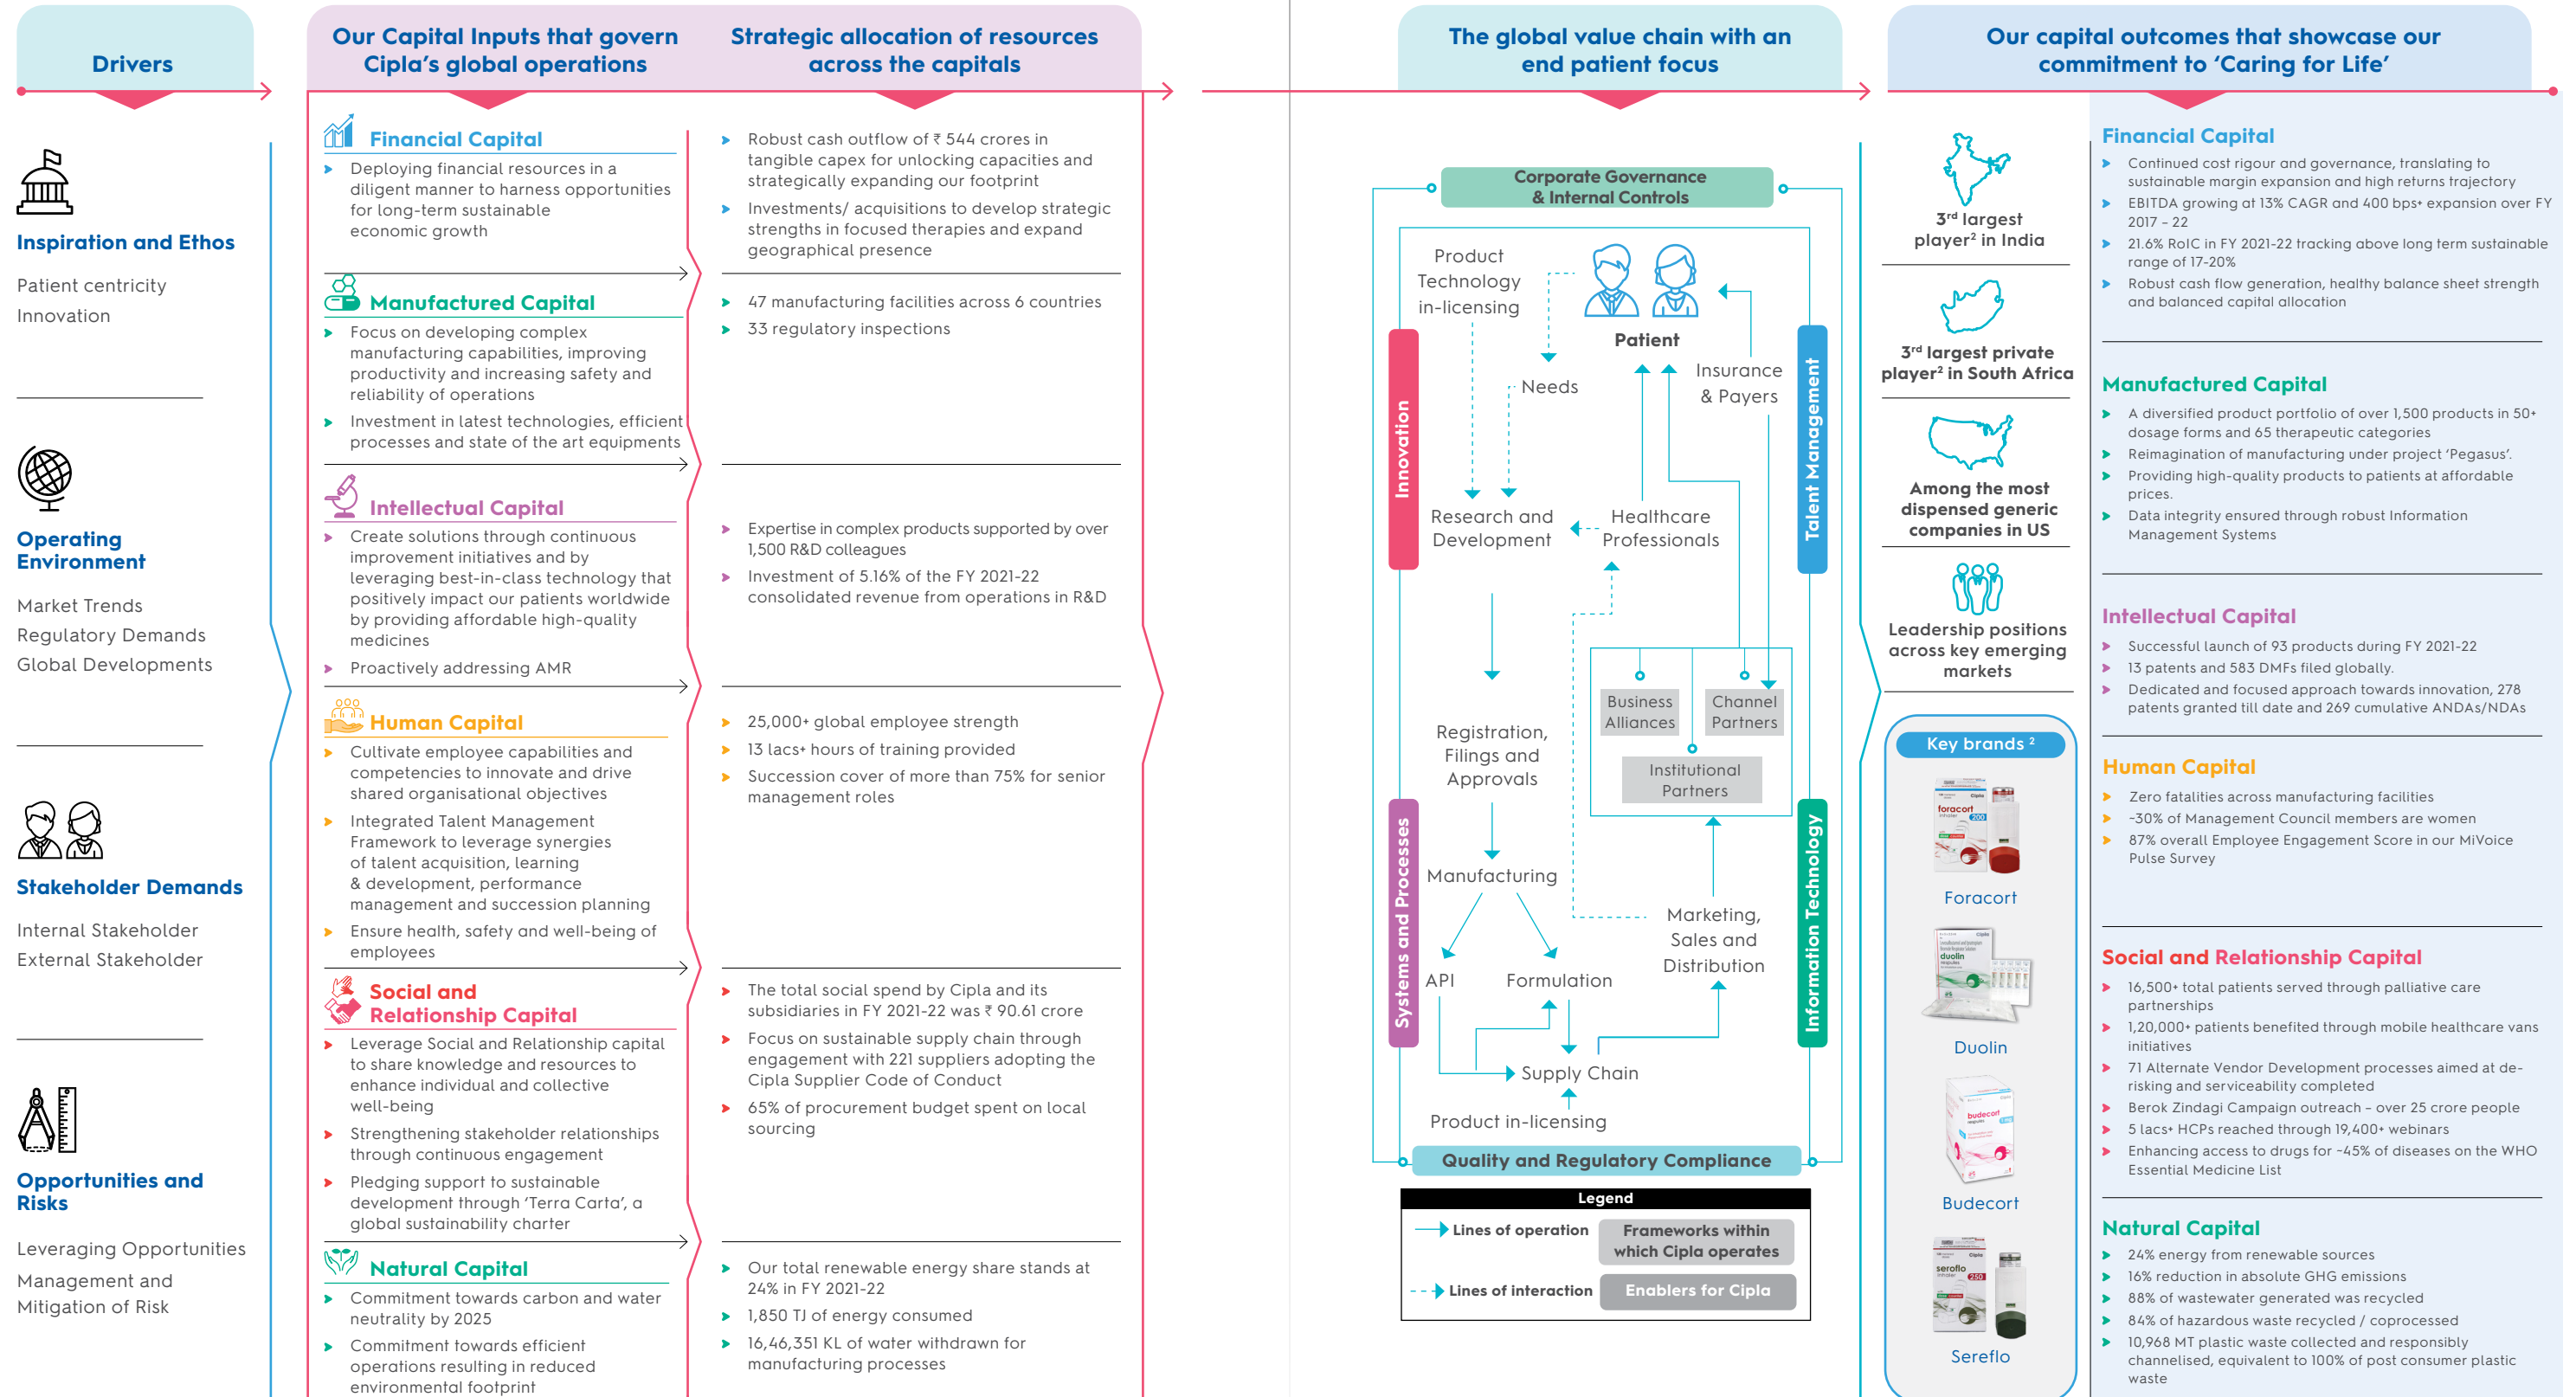 Drivers
Inspiration and Ethos
Patient centricity
Innovation
Operating
Environment
Market Trends
Regulatory Demands
Global Developments
Stakeholder Demands
Internal Stakeholder
External Stakeholder
Opportunities and
Risks
Leveraging Opportunities
Management and
Mitigation of Risk
Our Capital Inputs that govern
Cipla's global operations
Strategic allocation of resources
across the capitals
Financial Capital
Deploying financial resources in a
diligent manner to harness opportunities
for long-term sustainable
economic growth
Robust cash outflow of ₹ 544 crores in
tangible capex for unlocking capacities and
strategically expanding our footprint
Investments/ acquisitions to develop strategic
strengths in focused therapies and expand
geographical presence
Manufactured Capital
Focus on developing complex
manufacturing capabilities, improving
productivity and increasing safety and
reliability of operations
Investment in latest technologies, efficient
processes and state of the art equipments
47 manufacturing facilities across 6 countries
33 regulatory inspections
Intellectual Capital
Create solutions through continuous
improvement initiatives and by
leveraging best-in-class technology that
positively impact our patients worldwide
by providing affordable high-quality
medicines
Proactively addressing AMR
Expertise in complex products supported by over
1,500 R&D colleagues
Investment of 5.16% of the FY 2021-22
consolidated revenue from operations in R&D
Human Capital
Cultivate employee capabilities and
competencies to innovate and drive
shared organisational objectives
Integrated Talent Management
Framework to leverage synergies
of talent acquisition, learning
& development, performance
management and succession planning
Ensure health, safety and well-being of
employees
25,000+ global employee strength
13 lacs+ hours of training provided
Succession cover of more than 75% for senior
management roles
Social and
Relationship Capital
Leverage Social and Relationship capital
to share knowledge and resources to
enhance individual and collective
well-being
Strengthening stakeholder relationships
through continuous engagement
Pledging support to sustainable
development through 'Terra Carta', a
global sustainability charter
The total social spend by Cipla and its
subsidiaries in FY 2021-22 was ₹ 90.61 crore
Focus on sustainable supply chain through
engagement with 221 suppliers adopting the
Cipla Supplier Code of Conduct
65% of procurement budget spent on local
sourcing
Natural Capital
Commitment towards carbon and water
neutrality by 2025
Commitment towards efficient
operations resulting in reduced
environmental footprint
Our total renewable energy share stands at
24% in FY 2021-22
1,850 TJ of energy consumed
16,46,351 KL of water withdrawn for
manufacturing processes
The global value chain with an
end patient focus
Corporate Governance
& Internal Controls
Innovation
Talent Management
Systems and Processes
Information Technology
Product
Technology
in-licensing
Patient
Needs
Insurance
& Payers
Research and
Development
Healthcare
Professionals
Business
Alliances
Channel
Partners
Institutional
Partners
Registration,
Filings and
Approvals
Manufacturing
Marketing,
Sales and
Distribution
API
Formulation
Supply Chain
Product in-licensing
Quality and Regulatory Compliance
Legend
Lines of operation
Frameworks within
which Cipla operates
Lines of interaction
Enablers for Cipla
Our capital outcomes that showcase our
commitment to 'Caring for Life'
3rd largest
player2 in India
3rd largest private
player2 in South Africa
Among the most
dispensed generic
companies in US
Leadership positions
across key emerging
markets
Key brands 2
Cipla
foracort
inhaler 200
Foracort
Cipla
duolin
respules
Duolin
Cipla
budecort
respules
Budecort
Cipla
seroflo
inhaler 250
Sereflo
Financial Capital
Continued cost rigour and governance, translating to
sustainable margin expansion and high returns trajectory
EBITDA growing at 13% CAGR and 400 bps+ expansion over FY
2017 – 22
21.6% RoIC in FY 2021-22 tracking above long term sustainable
range of 17-20%
Robust cash flow generation, healthy balance sheet strength
and balanced capital allocation
Manufactured Capital
A diversified product portfolio of over 1,500 products in 50+
dosage forms and 65 therapeutic categories
Reimagination of manufacturing under project 'Pegasus'.
Providing high-quality products to patients at affordable
prices.
Data integrity ensured through robust Information
Management Systems
Intellectual Capital
Successful launch of 93 products during FY 2021-22
13 patents and 583 DMFs filed globally.
Dedicated and focused approach towards innovation, 278
patents granted till date and 269 cumulative ANDAs/NDAs
Human Capital
Zero fatalities across manufacturing facilities
~30% of Management Council members are women
87% overall Employee Engagement Score in our MiVoice
Pulse Survey
Social and Relationship Capital
16,500+ total patients served through palliative care
partnerships
1,20,000+ patients benefited through mobile healthcare vans
initiatives
71 Alternate Vendor Development processes aimed at de-
risking and serviceability completed
Berok Zindagi Campaign outreach – over 25 crore people
5 lacs+ HCPs reached through 19,400+ webinars
Enhancing access to drugs for ~45% of diseases on the WHO
Essential Medicine List
Natural Capital
24% energy from renewable sources
16% reduction in absolute GHG emissions
88% of wastewater generated was recycled
84% of hazardous waste recycled / coprocessed
10,968 MT plastic waste collected and responsibly
channelised, equivalent to 100% of post consumer plastic
waste